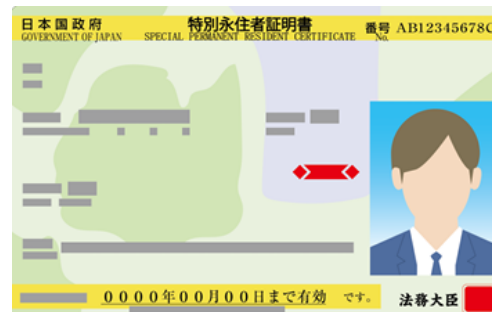 日本国政府 特別永住者証明書 番号 AB12345678C
GOVERNMENT OF JAPAN SPECIAL PERMANENT RESIDENT CERTIFICATE No.
0000年00月00日まで有効 です。
法務大臣